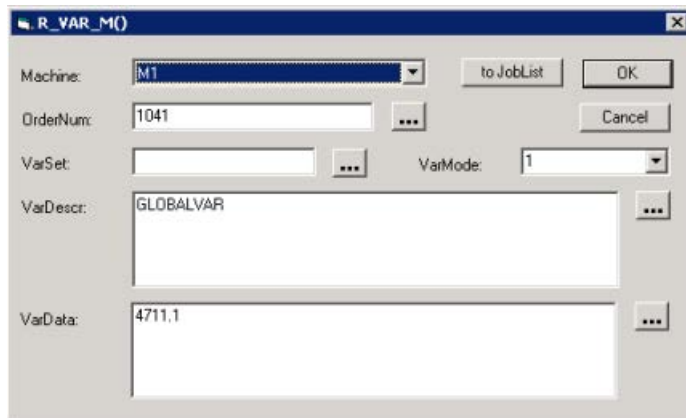 R_VAR_M()
Machine: M1 to JobList OK
OrderNum: 1041 ... Cancel
VarSet: ... VarMode: 1
VarDescr: GLOBALVAR ...
VarData: 4711.1 ...